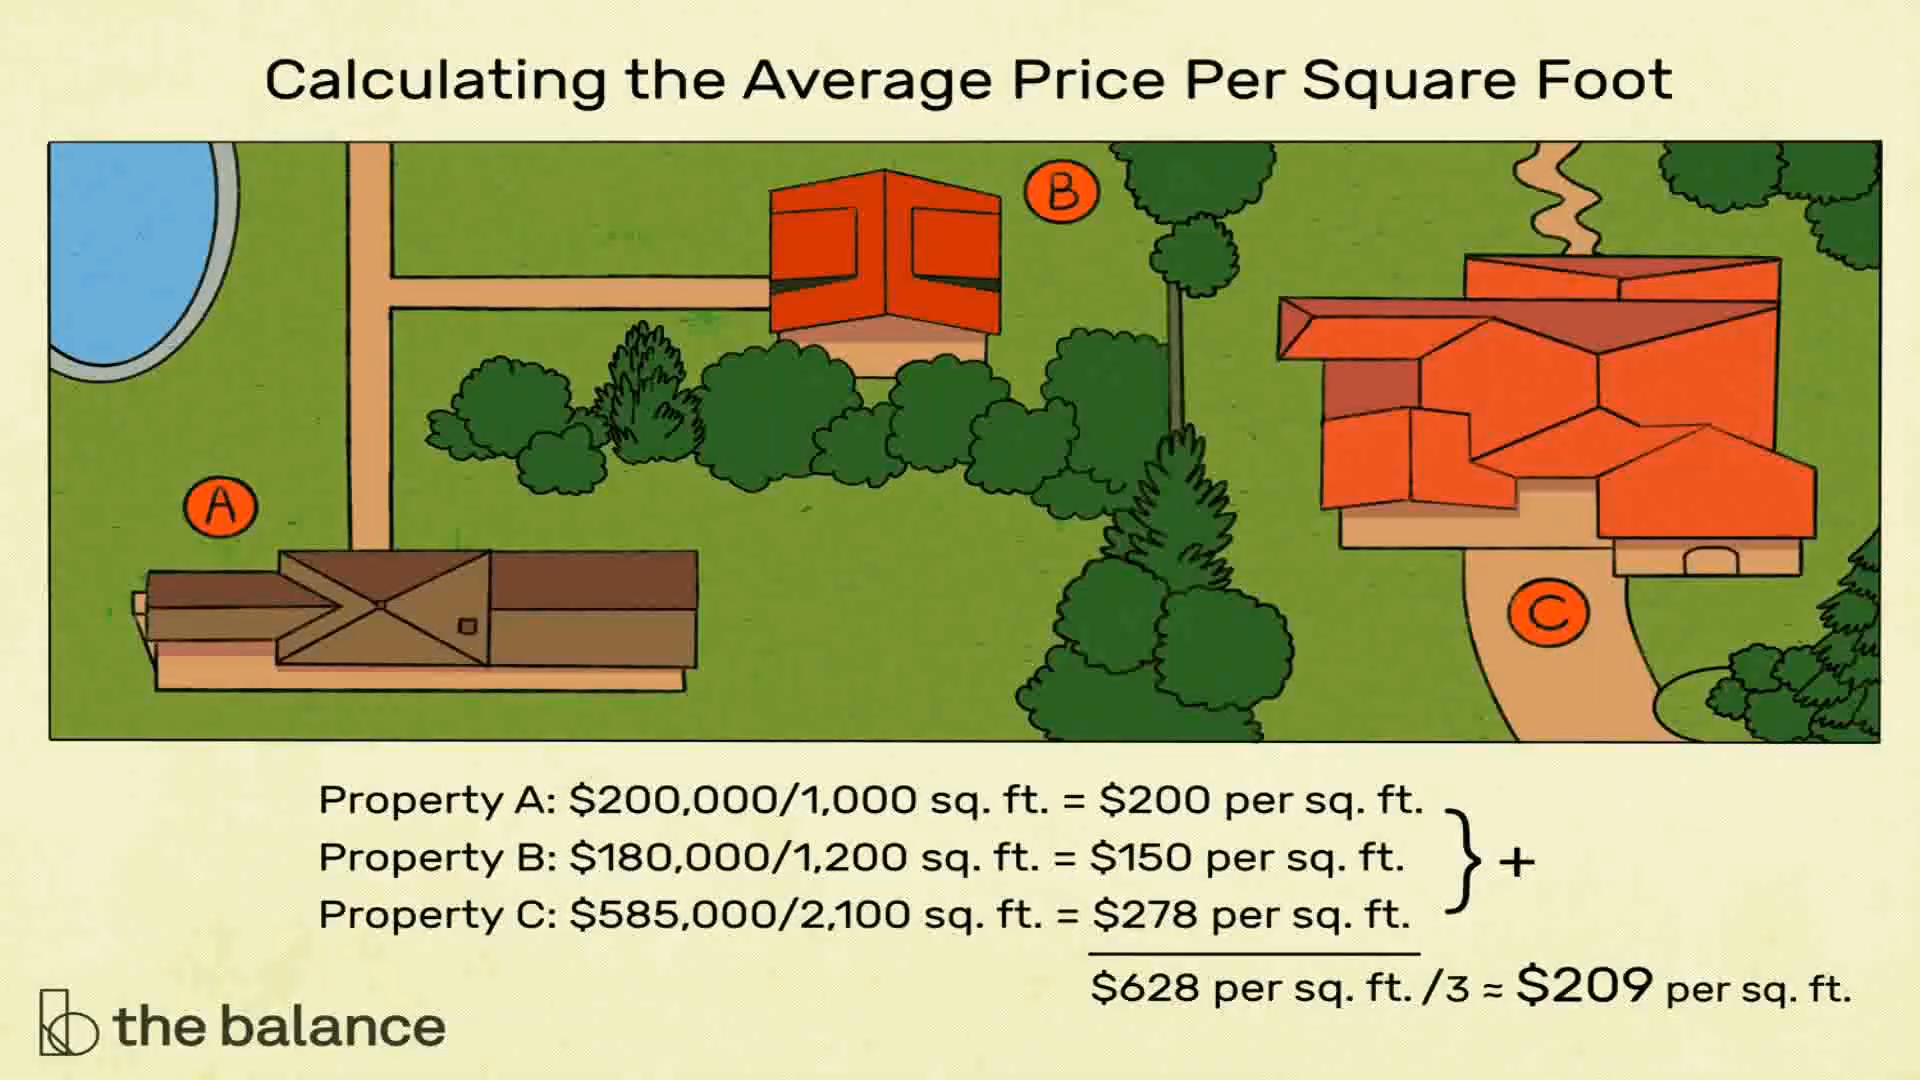 Calculating the Average Price Per Square Foot
B
A
C
Property A: $200,000/1,000 sq. ft. = $200 per sq. ft.
Property B: $180,000/1,200 sq. ft. = $150 per sq. ft.
Property C: $585,000/2,100 sq. ft. = $278 per sq. ft.
} +
$628 per sq. ft. /3 ≈ $209 per sq. ft.
the balance